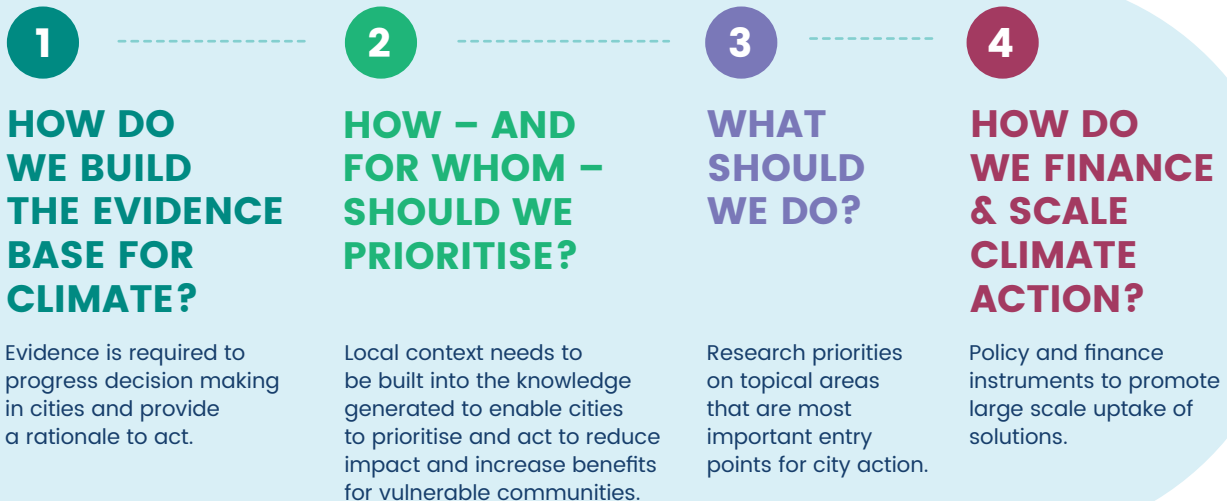 1
HOW DO
WE BUILD
THE EVIDENCE
BASE FOR
CLIMATE?
Evidence is required to
progress decision making
in cities and provide
a rationale to act.
2
HOW – AND
FOR WHOM –
SHOULD WE
PRIORITISE?
Local context needs to
be built into the knowledge
generated to enable cities
to prioritise and act to reduce
impact and increase benefits
for vulnerable communities.
3
WHAT
SHOULD
WE DO?
Research priorities
on topical areas
that are most
important entry
points for city action.
4
HOW DO
WE FINANCE
& SCALE
CLIMATE
ACTION?
Policy and finance
instruments to promote
large scale uptake of
solutions.